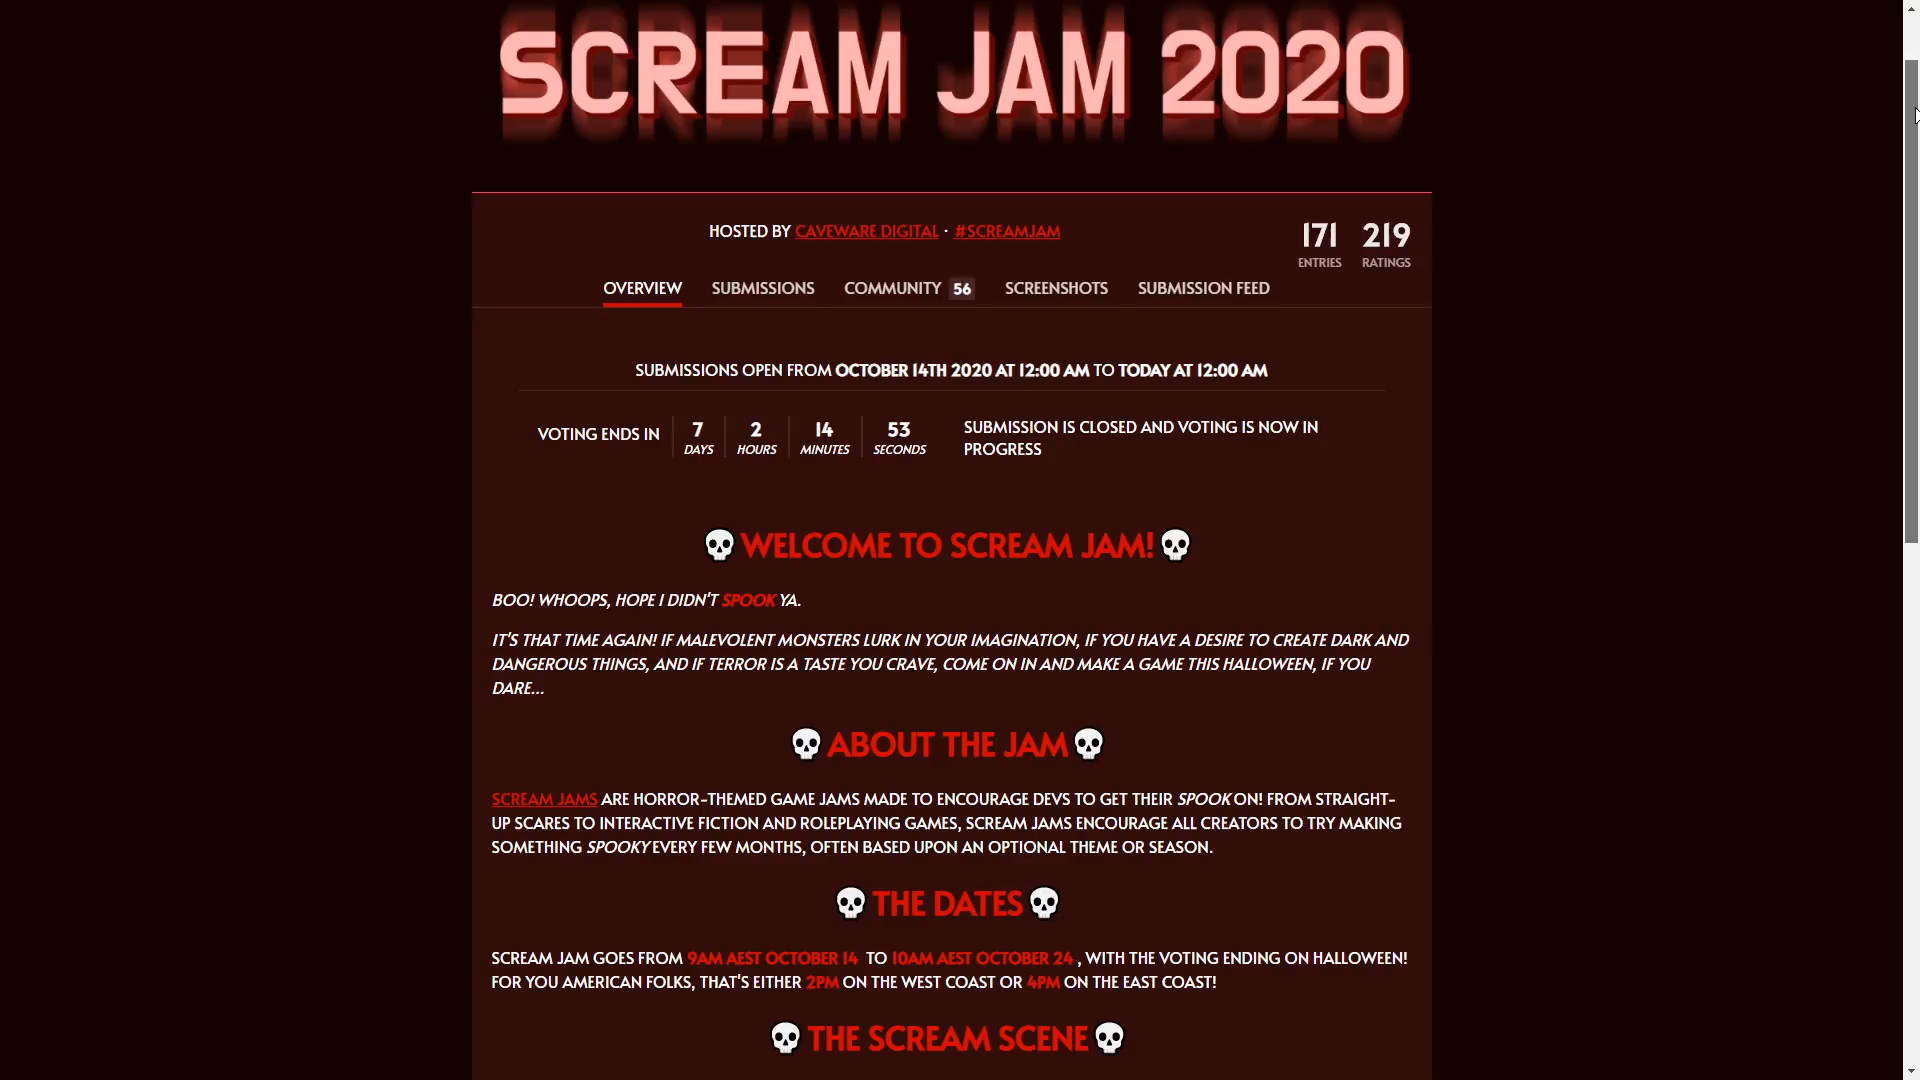 SCREAM JAM 2020
HOSTED BY CAVEWARE DIGITAL · #SCREAMJAM
171 219
ENTRIES RATINGS
OVERVIEW SUBMISSIONS COMMUNITY 56 SCREENSHOTS SUBMISSION FEED
SUBMISSIONS OPEN FROM OCTOBER 14TH 2020 AT 12:00 AM TO TODAY AT 12:00 AM
VOTING ENDS IN 7 DAYS 2 HOURS 14 MINUTES 53 SECONDS
SUBMISSION IS CLOSED AND VOTING IS NOW IN
PROGRESS
💀 WELCOME TO SCREAM JAM! 💀
BOO! WHOOPS, HOPE I DIDN'T SPOOK YA.
IT'S THAT TIME AGAIN! IF MALEVOLENT MONSTERS LURK IN YOUR IMAGINATION, IF YOU HAVE A DESIRE TO CREATE DARK AND
DANGEROUS THINGS, AND IF TERROR IS A TASTE YOU CRAVE, COME ON IN AND MAKE A GAME THIS HALLOWEEN, IF YOU
DARE...
💀 ABOUT THE JAM 💀
SCREAM JAMS ARE HORROR-THEMED GAME JAMS MADE TO ENCOURAGE DEVS TO GET THEIR SPOOK ON! FROM STRAIGHT-
UP SCARES TO INTERACTIVE FICTION AND ROLEPLAYING GAMES, SCREAM JAMS ENCOURAGE ALL CREATORS TO TRY MAKING
SOMETHING SPOOKY EVERY FEW MONTHS, OFTEN BASED UPON AN OPTIONAL THEME OR SEASON.
💀 THE DATES 💀
SCREAM JAM GOES FROM 9AM AEST OCTOBER 14 TO 10AM AEST OCTOBER 24 , WITH THE VOTING ENDING ON HALLOWEEN!
FOR YOU AMERICAN FOLKS, THAT'S EITHER 2PM ON THE WEST COAST OR 4PM ON THE EAST COAST!
💀 THE SCREAM SCENE 💀